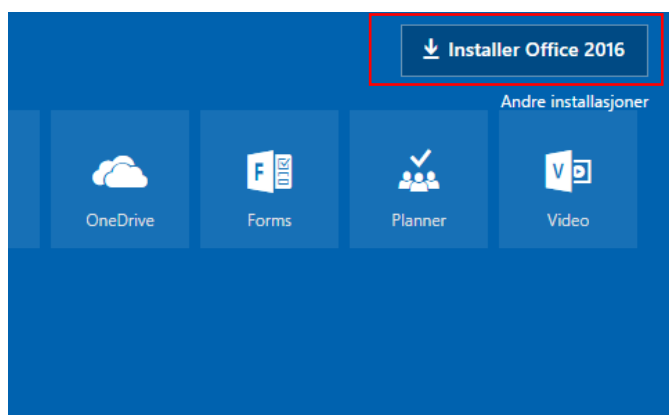 Installer Office 2016
Andre installasjoner
F
V
OneDrive
Forms
Planner
Video